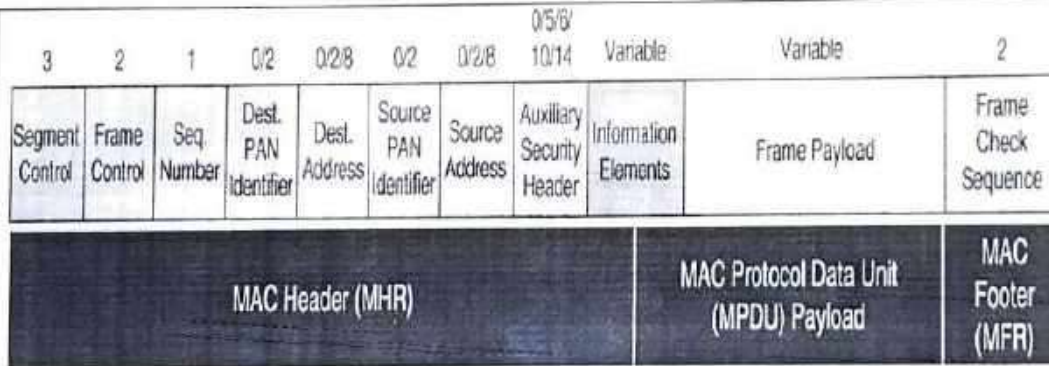 3 2 1 0/2 0/2/8 0/2 0/2/8 0/5/6/10/14 Variable Variable 2
Segment Control
Frame Control
Seq. Number
Dest. PAN Identifier
Dest. Address
Source PAN Identifier
Source Address
Auxiliary Security Header
Information Elements
Frame Payload
Frame Check Sequence
MAC Header (MHR)
MAC Protocol Data Unit
(MPDU) Payload
MAC
Footer
(MFR)